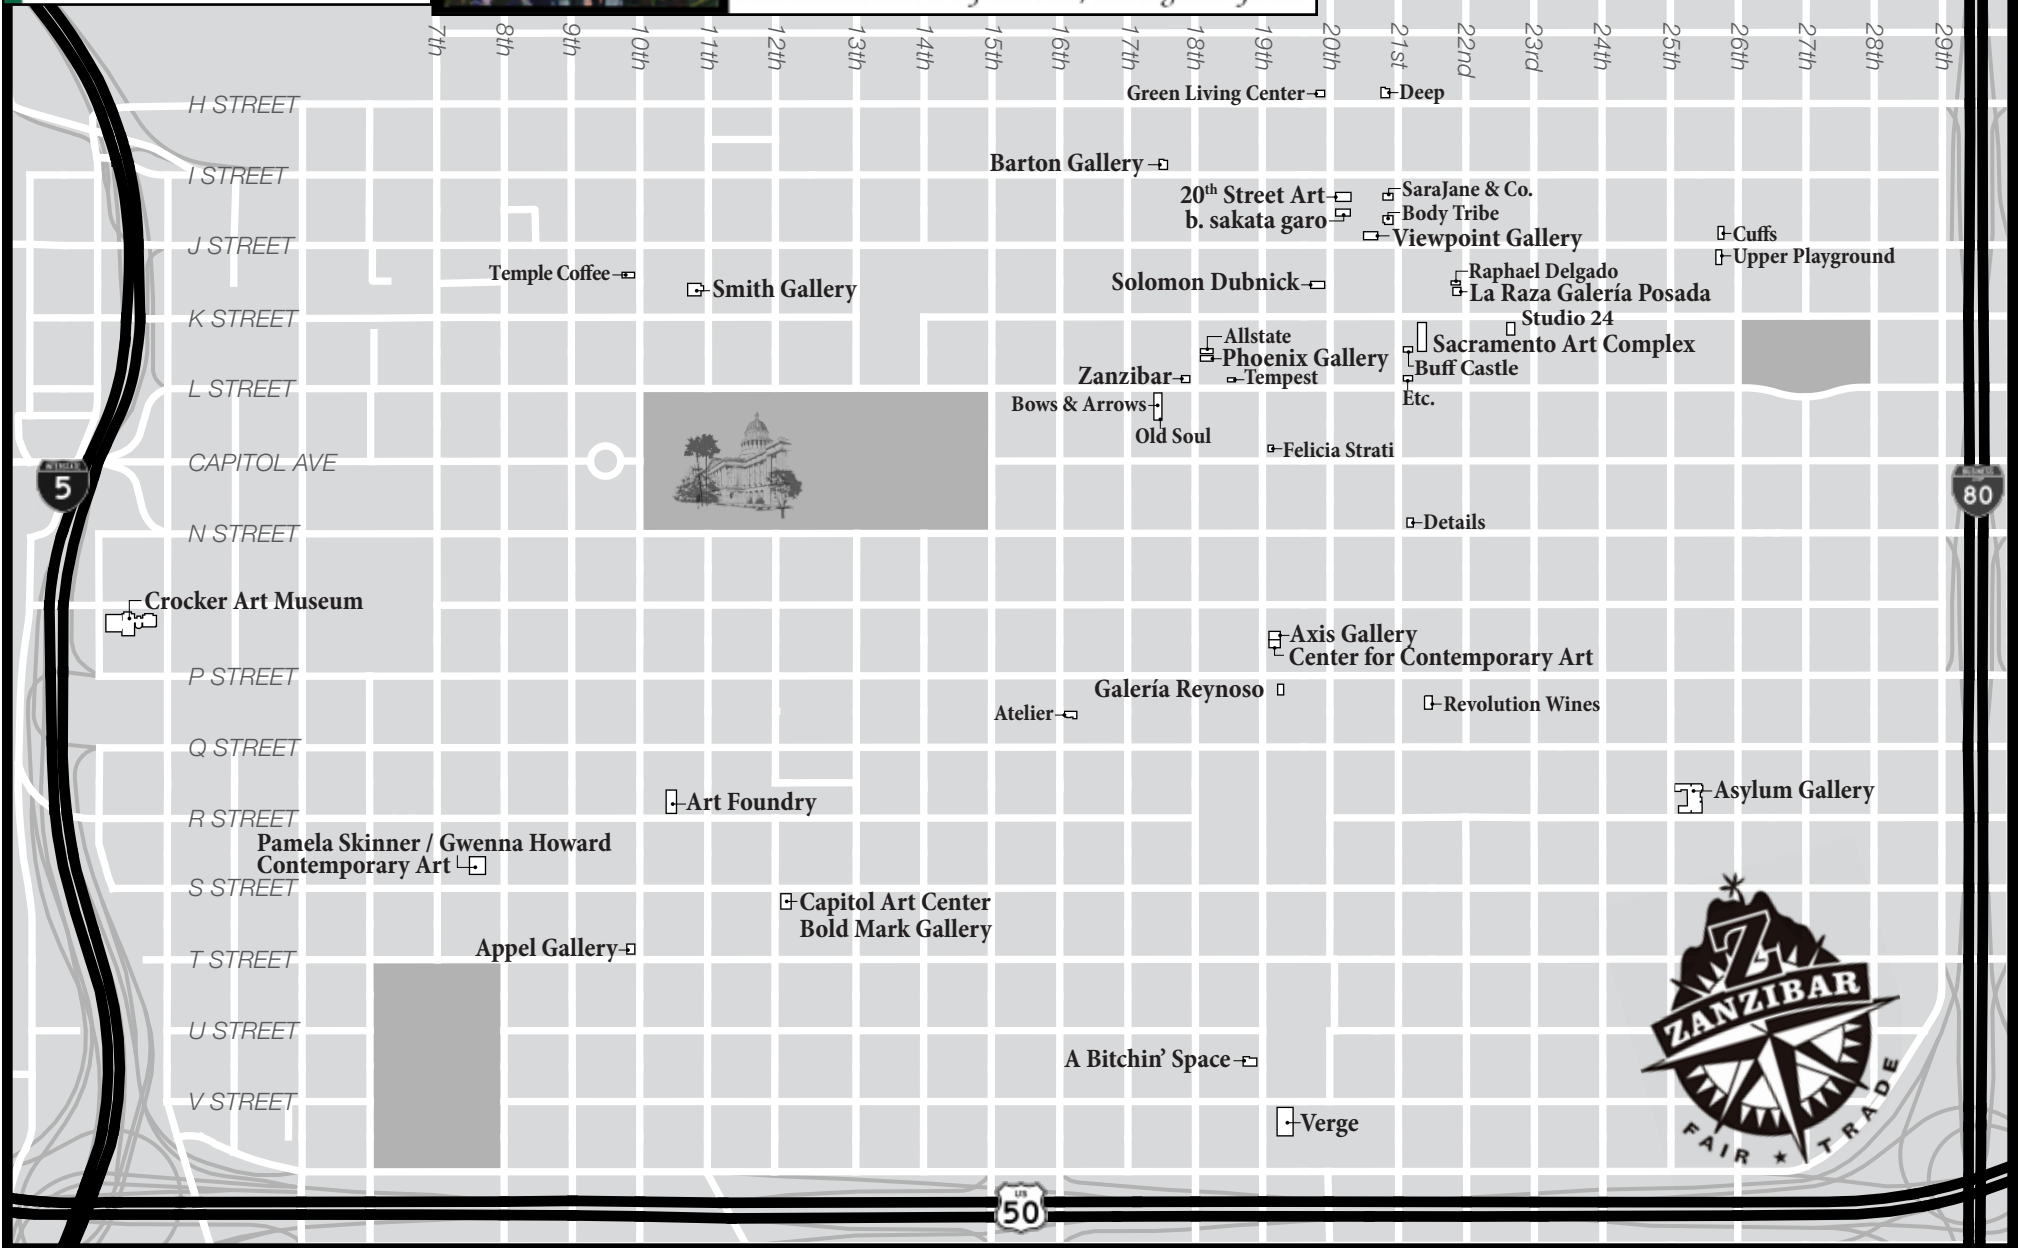 7th 8th 9th 10th 11th 12th 13th 14th 15th 16th 17th 18th 19th 20th 21st 22nd 23rd 24th 25th 26th 27th 28th 29th
Green Living Center
Deep
H STREET
Barton Gallery
I STREET
20th Street Art
SaraJane & Co.
b. sakata garo
Body Tribe
Viewpoint Gallery
Cuffs
J STREET
Upper Playground
Temple Coffee
Smith Gallery
Solomon Dubnick
Raphael Delgado
La Raza Galería Posada
K STREET
Studio 24
Allstate
Sacramento Art Complex
Phoenix Gallery
Buff Castle
Zanzibar
Tempest
L STREET
Etc.
Bows & Arrows
Old Soul
Felicia Strati
CAPITOL AVE
INTERSTATE
5
BUSINESS
LOOP
80
Details
N STREET
Crocker Art Museum
Axis Gallery
Center for Contemporary Art
P STREET
Galería Reynoso
Revolution Wines
Atelier
Q STREET
Asylum Gallery
Art Foundry
R STREET
Pamela Skinner / Gwenna Howard
Contemporary Art
S STREET
Capitol Art Center
Bold Mark Gallery
Appel Gallery
T STREET
Z
ZANZIBAR
FAIR ★ TRADE
U STREET
A Bitchin’ Space
V STREET
Verge
US
50